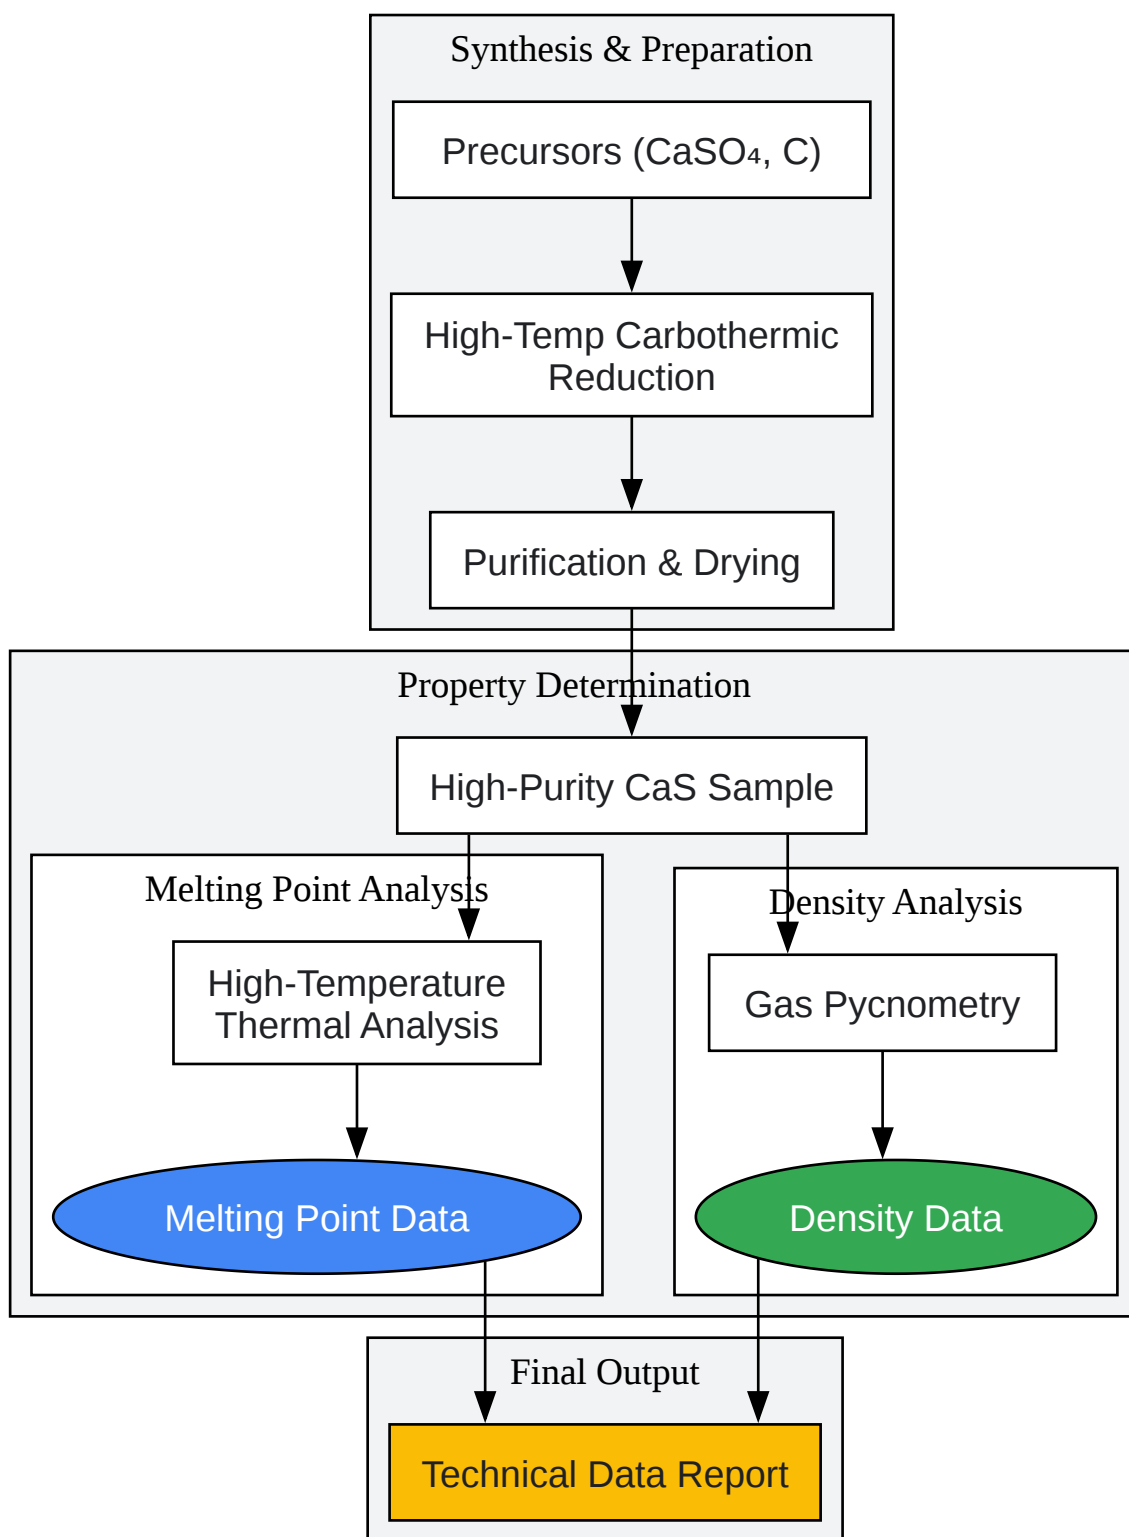 Synthesis & Preparation
Precursors (CaSO₄, C)
High-Temp Carbothermic
Reduction
Purification & Drying
Property Determination
High-Purity CaS Sample
Melting Point Analysis
Density Analysis
High-Temperature
Thermal Analysis
Gas Pycnometry
Melting Point Data
Density Data
Final Output
Technical Data Report